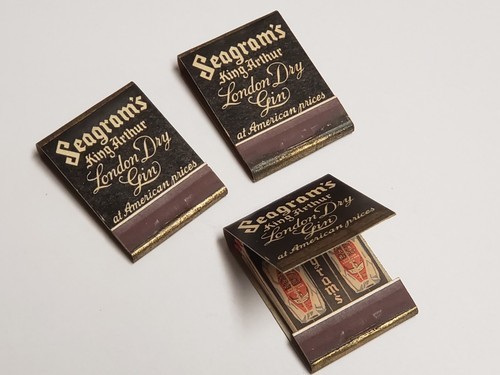 Seagram's
King Arthur
London Dry
Gin
at American prices
Seagram's
King Arthur
London Dry
Gin
at American prices
Seagram's
King Arthur
London Dry
Gin
at American prices